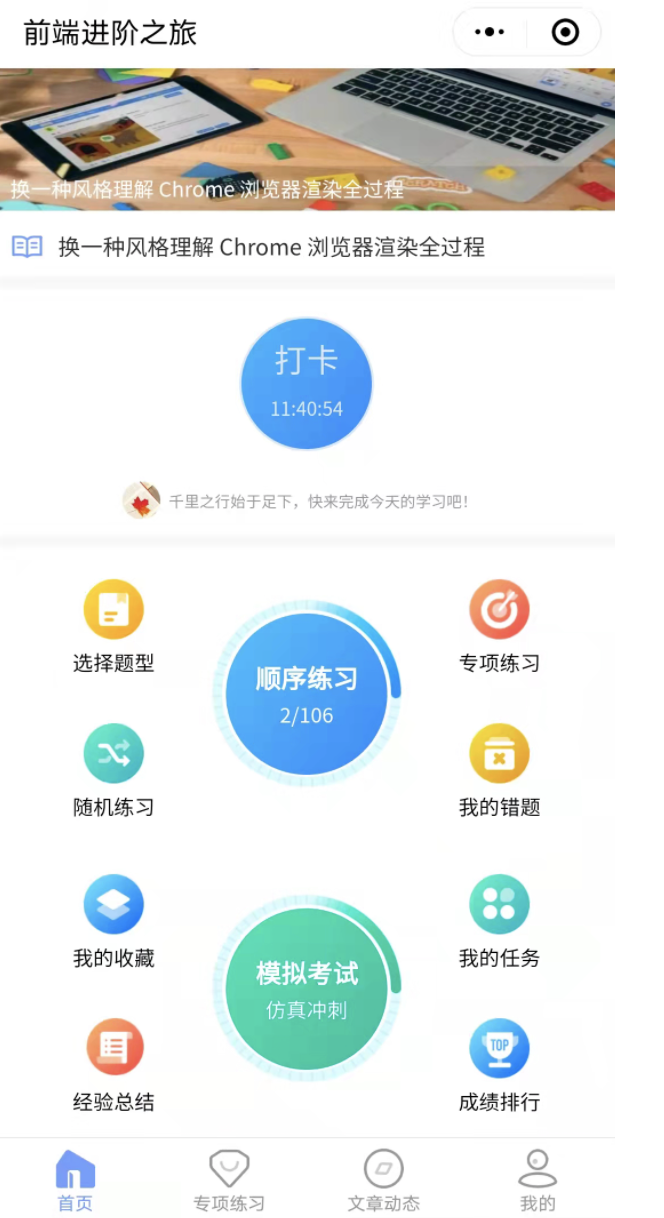 前端进阶之旅
SCRATCH
换一种风格理解 Chrome 浏览器渲染全过程
换一种风格理解 Chrome 浏览器渲染全过程
打卡
11:40:54
千里之行始于足下，快来完成今天的学习吧！
选择题型
顺序练习
2/106
专项练习
随机练习
我的错题
我的收藏
模拟考试
仿真冲刺
我的任务
经验总结
TOP
成绩排行
首页
专项练习
文章动态
我的